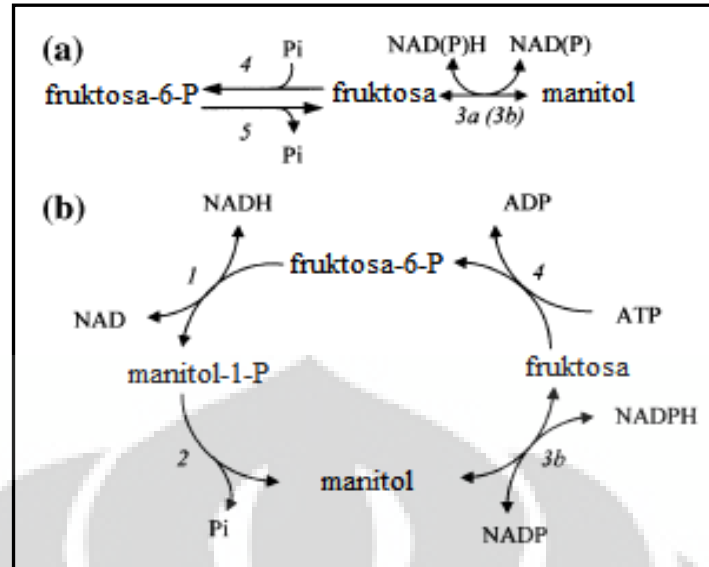 (a)
Pi
NAD(P)H NAD(P)
4
fruktosa-6-P fruktosa manitol
5
3a (3b)
Pi
(b)
NADH ADP
fruktosa-6-P
1 4
NAD ATP
manitol-1-P fruktosa
NADPH
2 3b
manitol
Pi
NADP